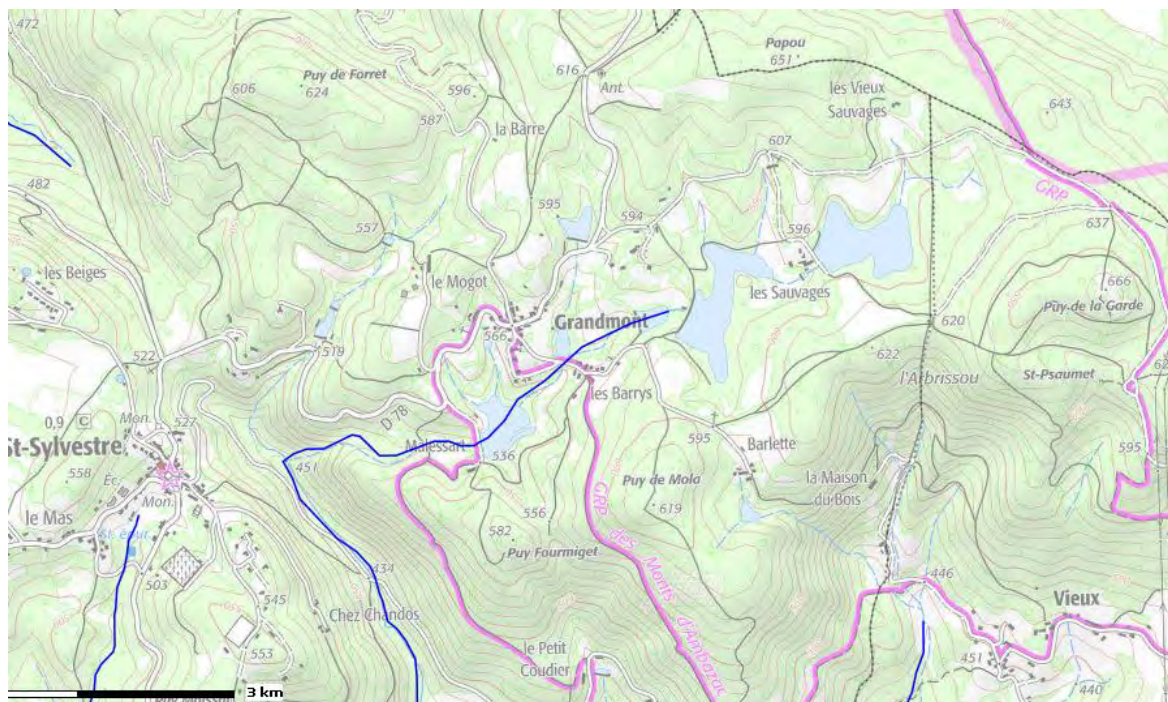 472
Papou
651
616
Puy de Forret
624
606
596
Ant.
les Vieux
Sauvages
643
587
la Barre
607
482
GRP
595
594
557
637
596
les Beiges
le Mogot
les Sauvages
666
Puy de la Garde
Grandmont
566
620
519
522
622
St-Psaumet
l'Arbrissou
les Barrys
D 78
0,9 C
Mon.
527
St-Sylvestre
Malessart
536
595
Barlette
595
451
558
Éc.
la Maison
du Bois
Puy de Mola
619
le Mas
Mon.
556
582
GRP des Monts d'Ambazac
St. épur.
Puy Fourmiget
434
446
503
545
Vieux
Chez Chandos
553
le Petit
Coudier
451
440
3 km